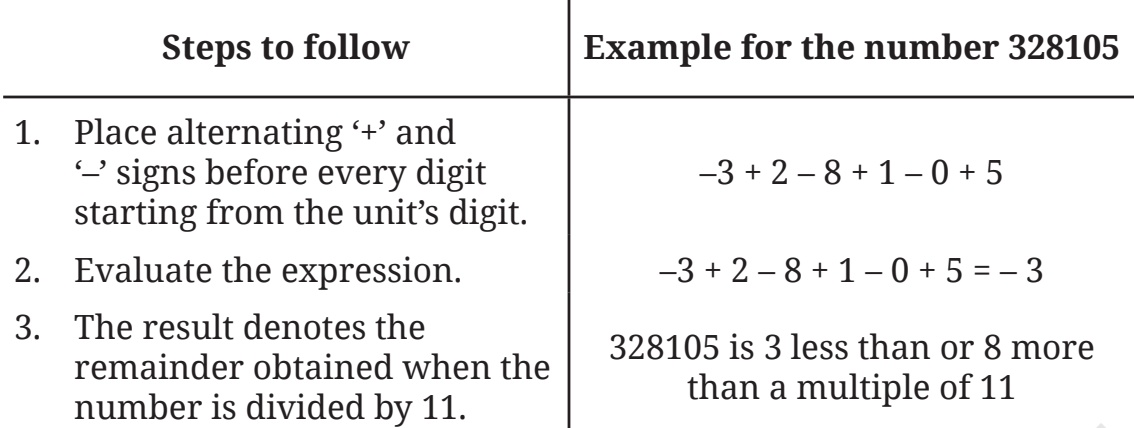 Steps to follow
Example for the number 328105
1. Place alternating ‘+’ and
‘–’ signs before every digit
starting from the unit’s digit.
–3 + 2 – 8 + 1 – 0 + 5
2. Evaluate the expression.
–3 + 2 – 8 + 1 – 0 + 5 = – 3
3. The result denotes the
remainder obtained when the
number is divided by 11.
328105 is 3 less than or 8 more
than a multiple of 11